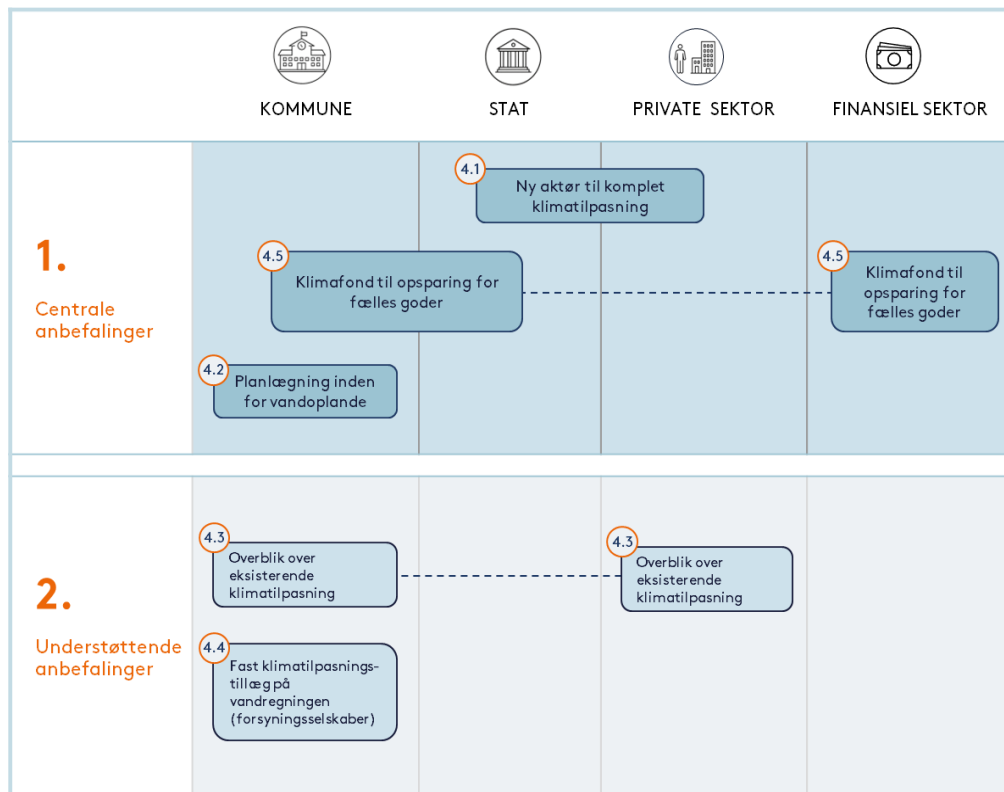 KOMMUNE
STAT
PRIVATE SEKTOR
FINANSIEL SEKTOR
1.
Centrale
anbefalinger
4.1
Ny aktør til komplet
klimatilpasning
4.5
Klimafond til opsparing for
fælles goder
4.5
Klimafond til
opsparing for
fælles goder
4.2
Planlægning inden
for vandoplande
2.
Understøttende
anbefalinger
4.3
Overblik over
eksisterende
klimatilpasning
4.3
Overblik over
eksisterende
klimatilpasning
4.4
Fast klimatilpasnings-
tillæg på
vandregningen
(forsyningsselskaber)